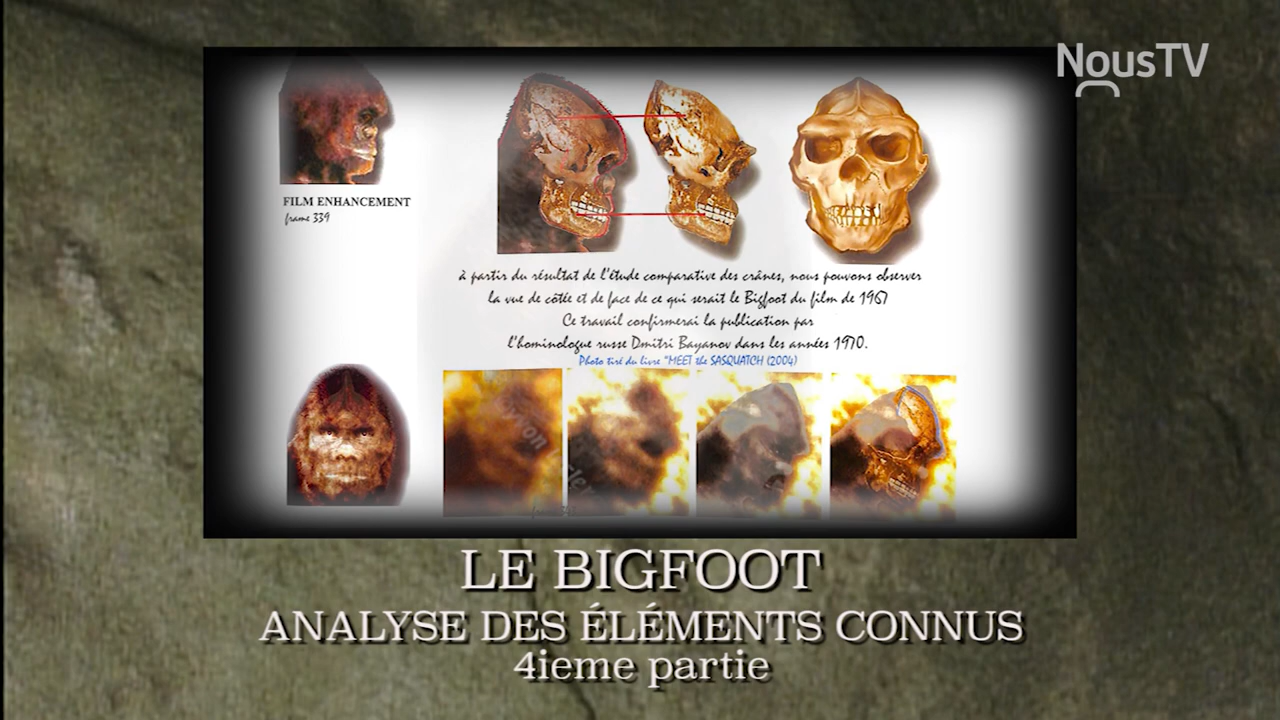 NousTV
FILM ENHANCEMENT
frame 339
à partir du résultat de l'étude comparative des crânes, nous pouvons observer
la vue de côtée et de face de ce qui serait le Bigfoot du film de 1967
Ce travail confirmerai la publication par
l'hominologue russe Dmitri Bayanov dans les années 1970.
Photo tiré du livre "MEET the SASQUATCH (2004)
LE BIGFOOT
ANALYSE DES ÉLÉMENTS CONNUS
4ieme partie